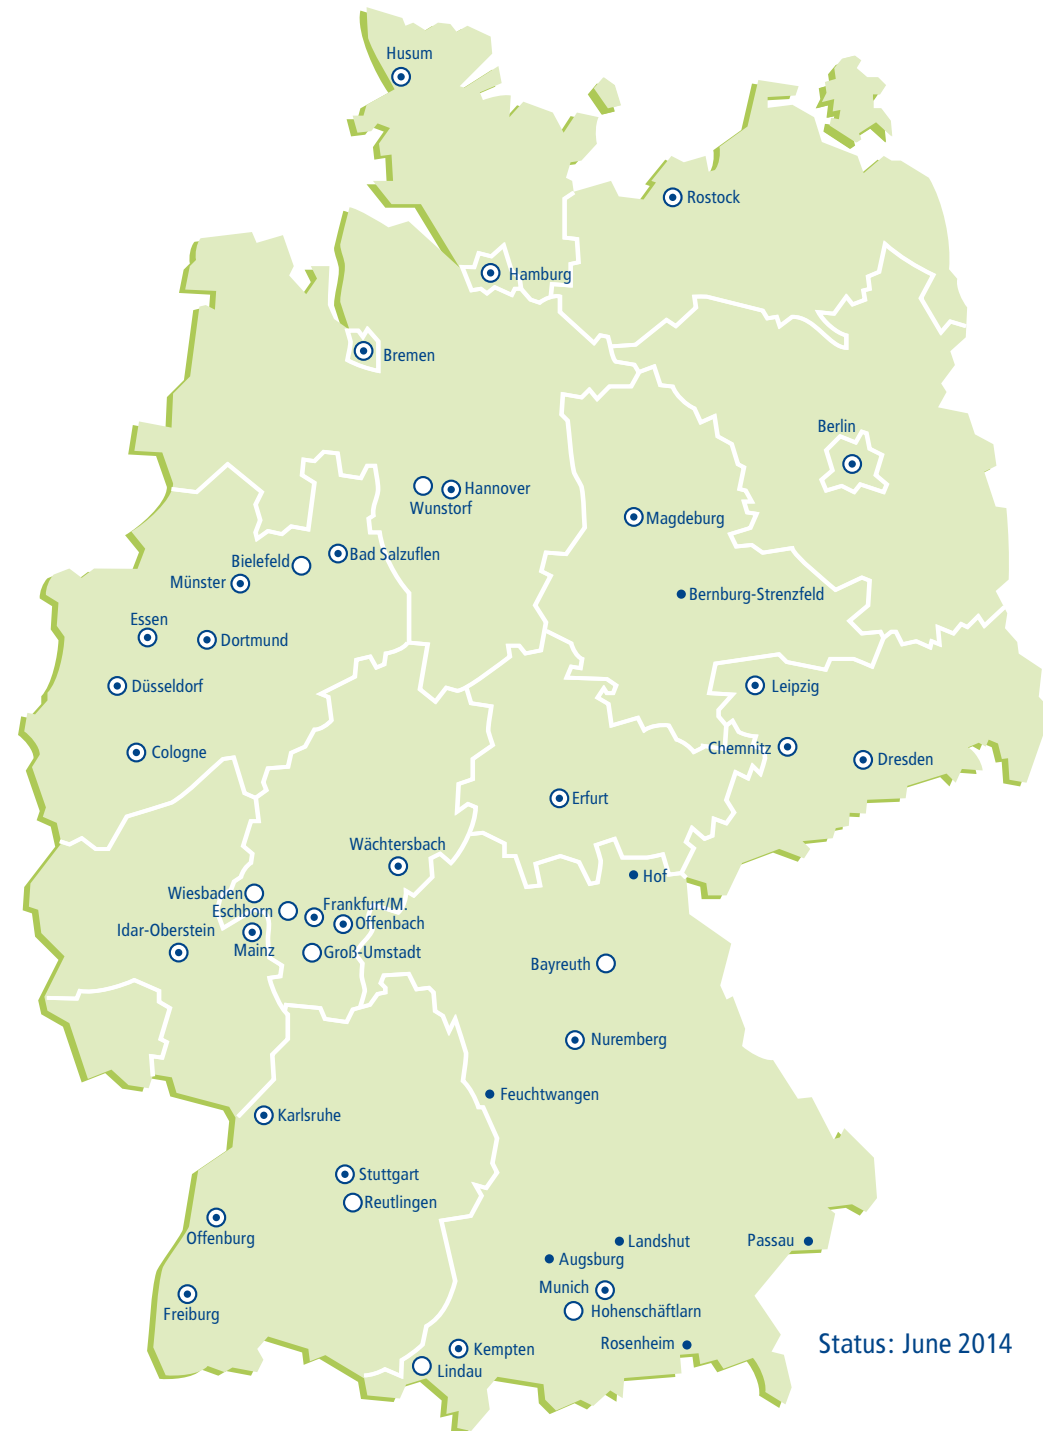 Husum
Rostock
Hamburg
Bremen
Berlin
Hannover
Wunstorf
Magdeburg
Bad Salzuflen
Bielefeld
Münster
Bernburg-Strenzfeld
Essen
Dortmund
Düsseldorf
Leipzig
Cologne
Chemnitz
Dresden
Erfurt
Wächtersbach
Hof
Wiesbaden
Frankfurt/M.
Eschborn
Offenbach
Idar-Oberstein
Mainz
Groß-Umstadt
Bayreuth
Nuremberg
Feuchtwangen
Karlsruhe
Stuttgart
Reutlingen
Offenburg
Landshut
Passau
Augsburg
Munich
Hohenschäftlarn
Freiburg
Rosenheim
Kempten
Lindau
Status: June 2014